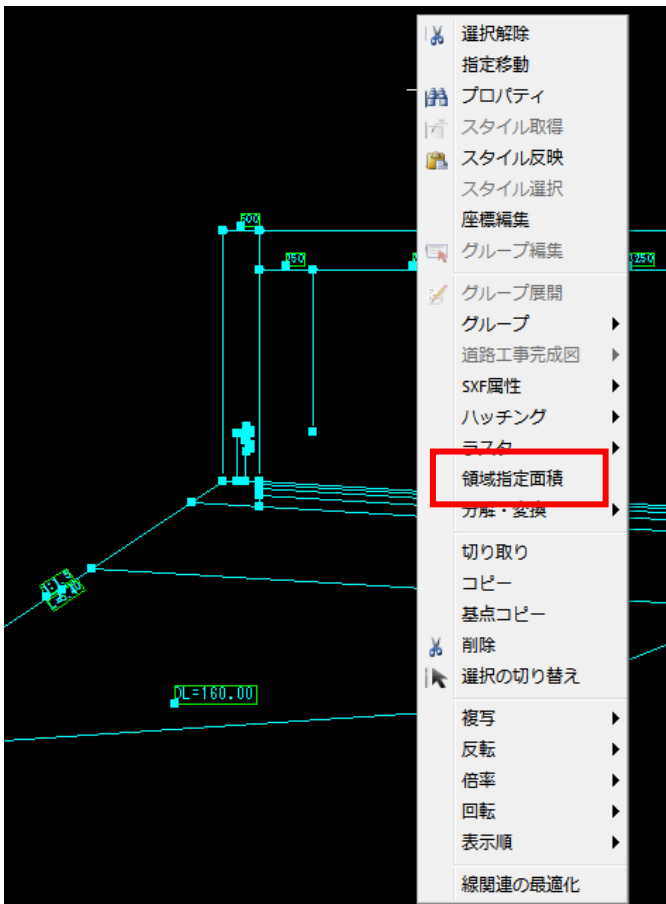 選択解除
指定移動
プロパティ
スタイル取得
スタイル反映
スタイル選択
座標編集
グループ編集
グループ展開
グループ
道路工事完成図
SXF属性
ハッチング
ラスタ
領域指定面積
分解・変換
切り取り
コピー
基点コピー
削除
選択の切り替え
複写
反転
倍率
回転
表示順
線関連の最適化
500
750
1250
DL=160.00